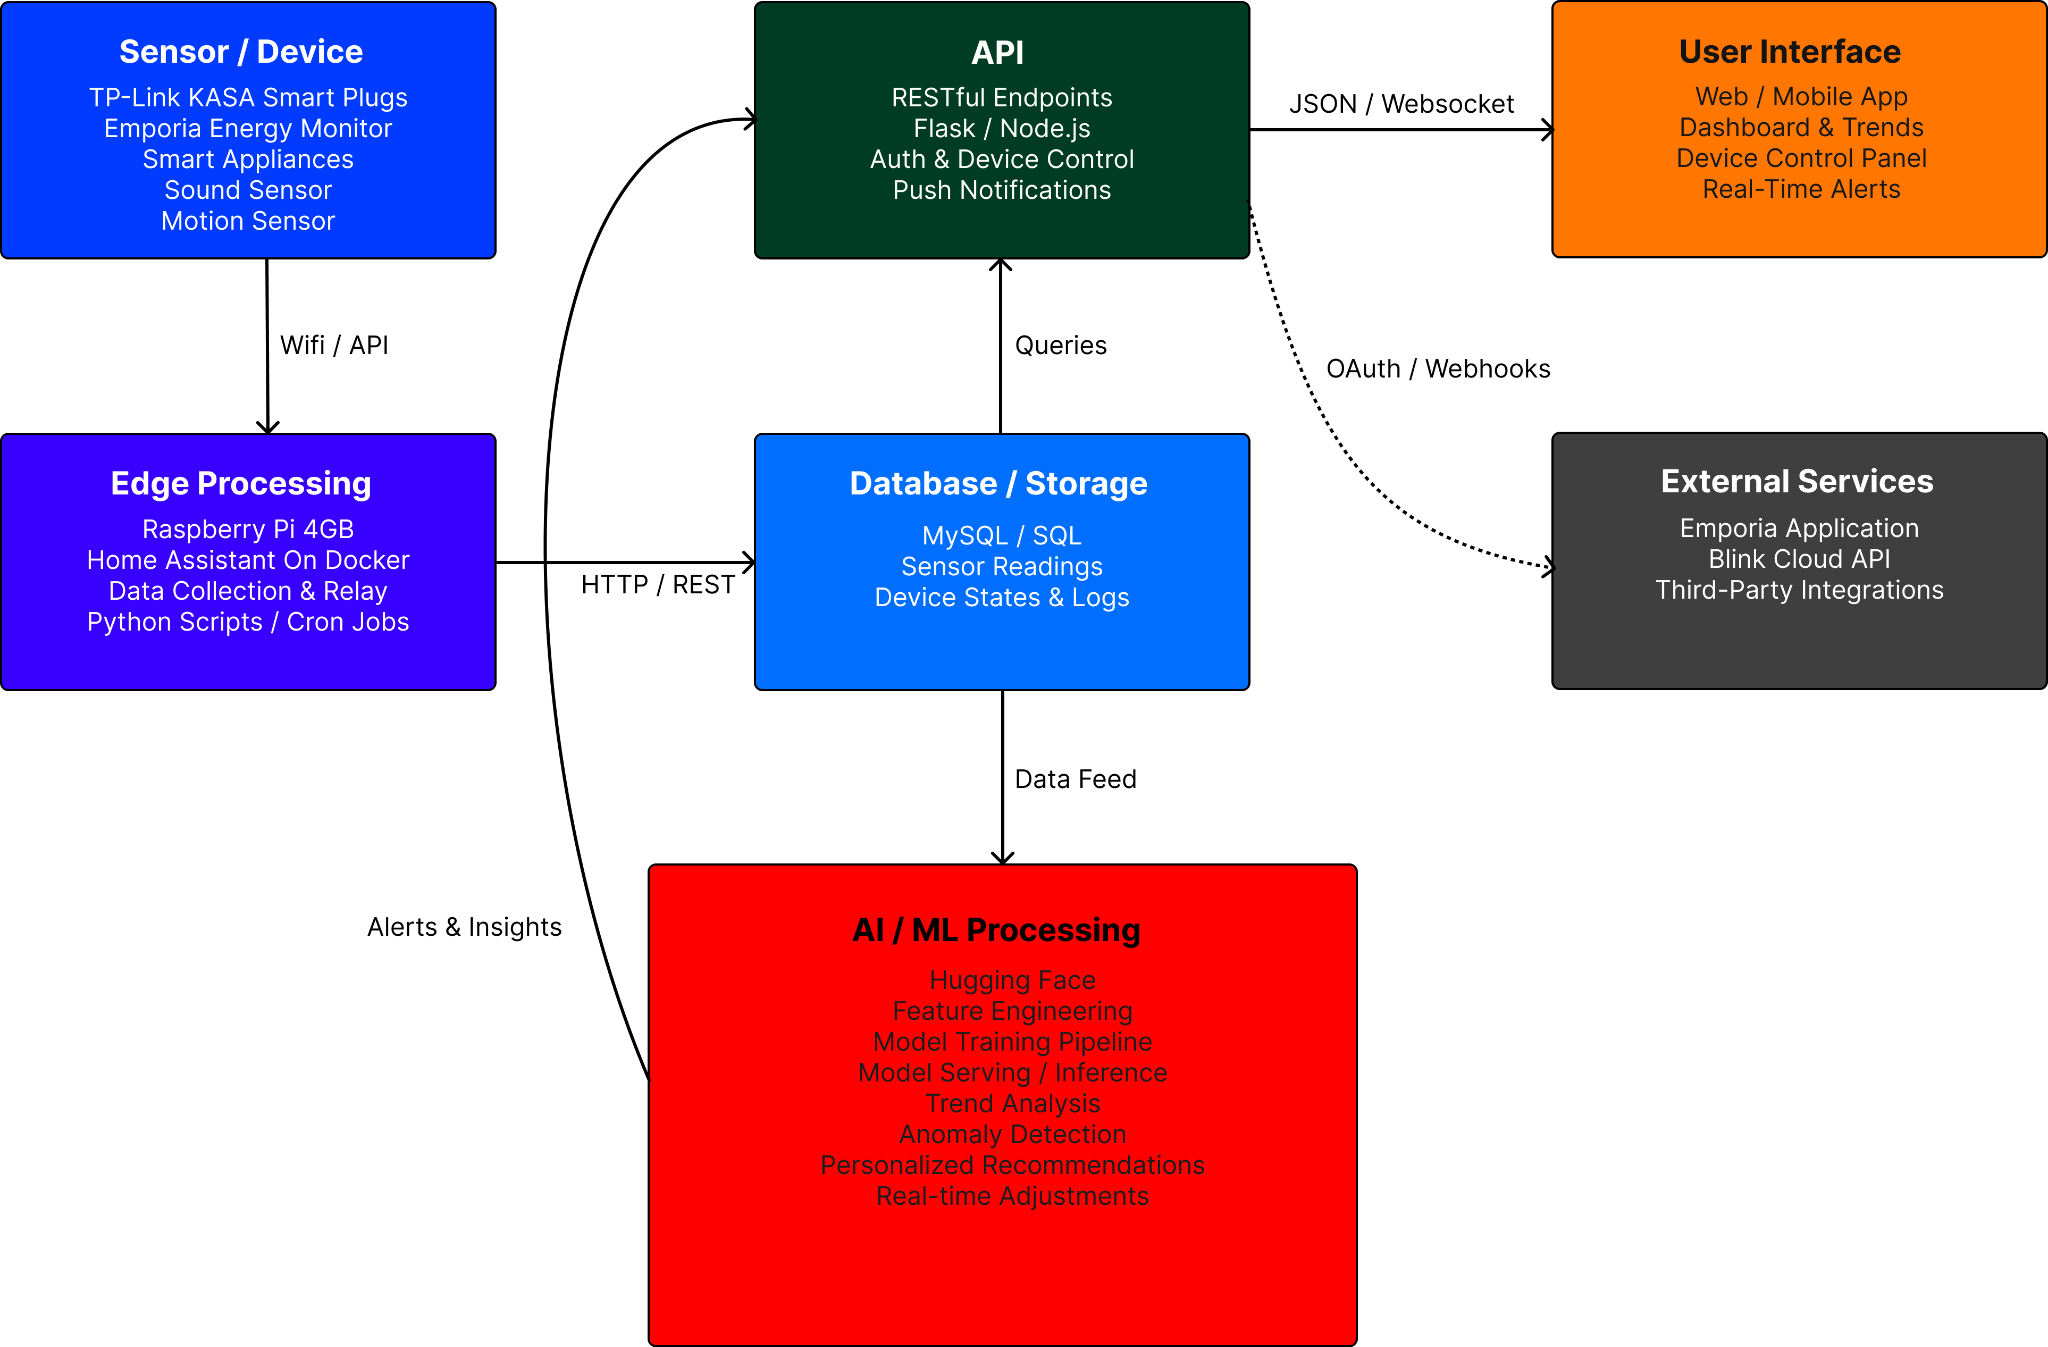 Sensor / Device
TP-Link KASA Smart Plugs
Emporia Energy Monitor
Smart Appliances
Sound Sensor
Motion Sensor
API
RESTful Endpoints
Flask / Node.js
Auth & Device Control
Push Notifications
JSON / Websocket
User Interface
Web / Mobile App
Dashboard & Trends
Device Control Panel
Real-Time Alerts
Wifi / API
Queries
OAuth / Webhooks
Edge Processing
Raspberry Pi 4GB
Home Assistant On Docker
Data Collection & Relay
Python Scripts / Cron Jobs
HTTP / REST
Database / Storage
MySQL / SQL
Sensor Readings
Device States & Logs
External Services
Emporia Application
Blink Cloud API
Third-Party Integrations
Data Feed
Alerts & Insights
AI / ML Processing
Hugging Face
Feature Engineering
Model Training Pipeline
Model Serving / Inference
Trend Analysis
Anomaly Detection
Personalized Recommendations
Real-time Adjustments